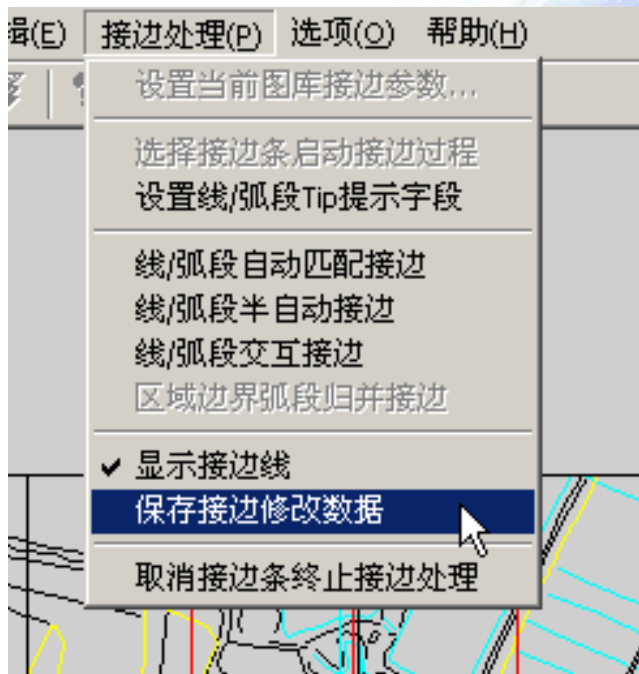 辑(E) 接边处理(P) 选项(O) 帮助(H)
设置当前图库接边参数...
选择接边条启动接边过程
设置线/弧段Tip提示字段
线/弧段自动匹配接边
线/弧段半自动接边
线/弧段交互接边
区域边界弧段归并接边
显示接边线
保存接边修改数据
取消接边条终止接边处理